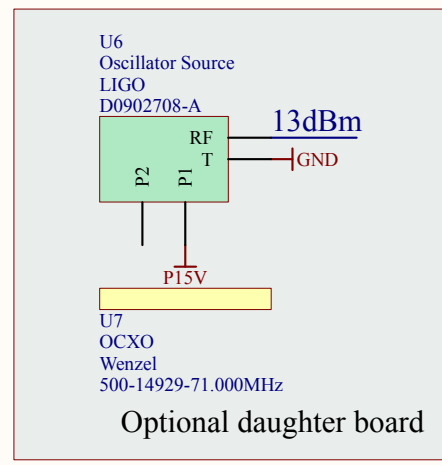 U6
Oscillator Source
LIGO
D0902708-A
RF
13dBm
T
GND
P2
P1
P15V
U7
OCXO
Wenzel
500-14929-71.000MHz
Optional daughter board